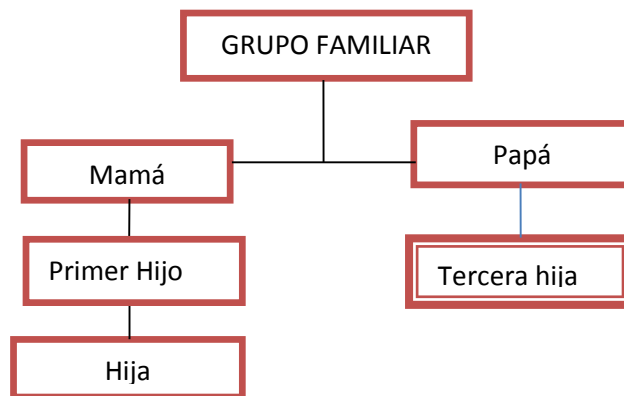 GRUPO FAMILIAR
Mamá
Papá
Primer Hijo
Tercera hija
Hija